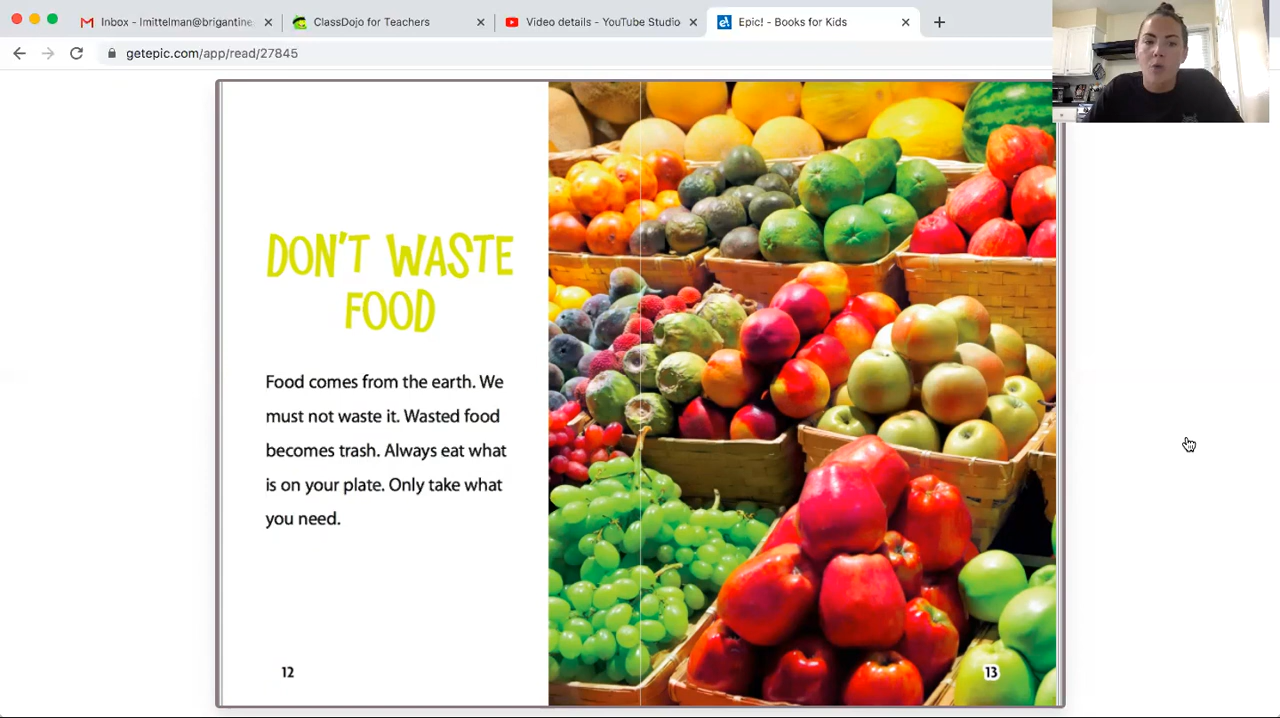 Inbox - lmittelman@brigantine
ClassDojo for Teachers
Video details - YouTube Studio
Epic! - Books for Kids
getepic.com/app/read/27845
DON'T WASTE
FOOD
Food comes from the earth. We
must not waste it. Wasted food
becomes trash. Always eat what
is on your plate. Only take what
you need.
12
13